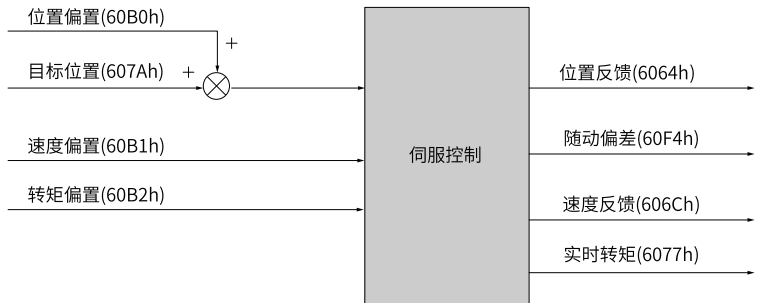 位置偏置(60B0h)
+
目标位置(607Ah)
+
速度偏置(60B1h)
转矩偏置(60B2h)
伺服控制
位置反馈(6064h)
随动偏差(60F4h)
速度反馈(606Ch)
实时转矩(6077h)